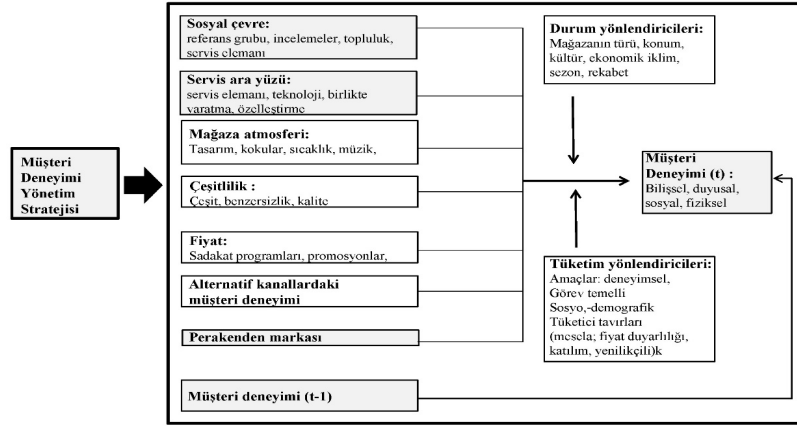 Müşteri
Deneyimi
Yönetim
Stratejisi
Sosyal çevre:
referans grubu, incelemeler, topluluk,
servis elemanı
Servis ara yüzü:
servis elemanı, teknoloji, birlikte
yaratma, özelleştirme
Mağaza atmosferi:
Tasarım, kokular, sıcaklık, müzik,
Çeşitlilik :
Çeşit, benzersizlik, kalite
Fiyat:
Sadakat programları, promosyonlar,
Alternatif kanallardaki
müşteri deneyimi
Perakenden markası
Müşteri deneyimi (t-1)
Durum yönlendiricileri:
Mağazanın türü, konum,
kültür, ekonomik iklim,
sezon, rekabet
Müşteri
Deneyimi (t) :
Bilişsel, duyusal,
sosyal, fiziksel
Tüketim yönlendiricileri:
Amaçlar: deneyimsel,
Görev temelli
Sosyo,-demografik
Tüketici tavırları
(mesela; fiyat duyarlılığı,
katılım, yenilikçili)k